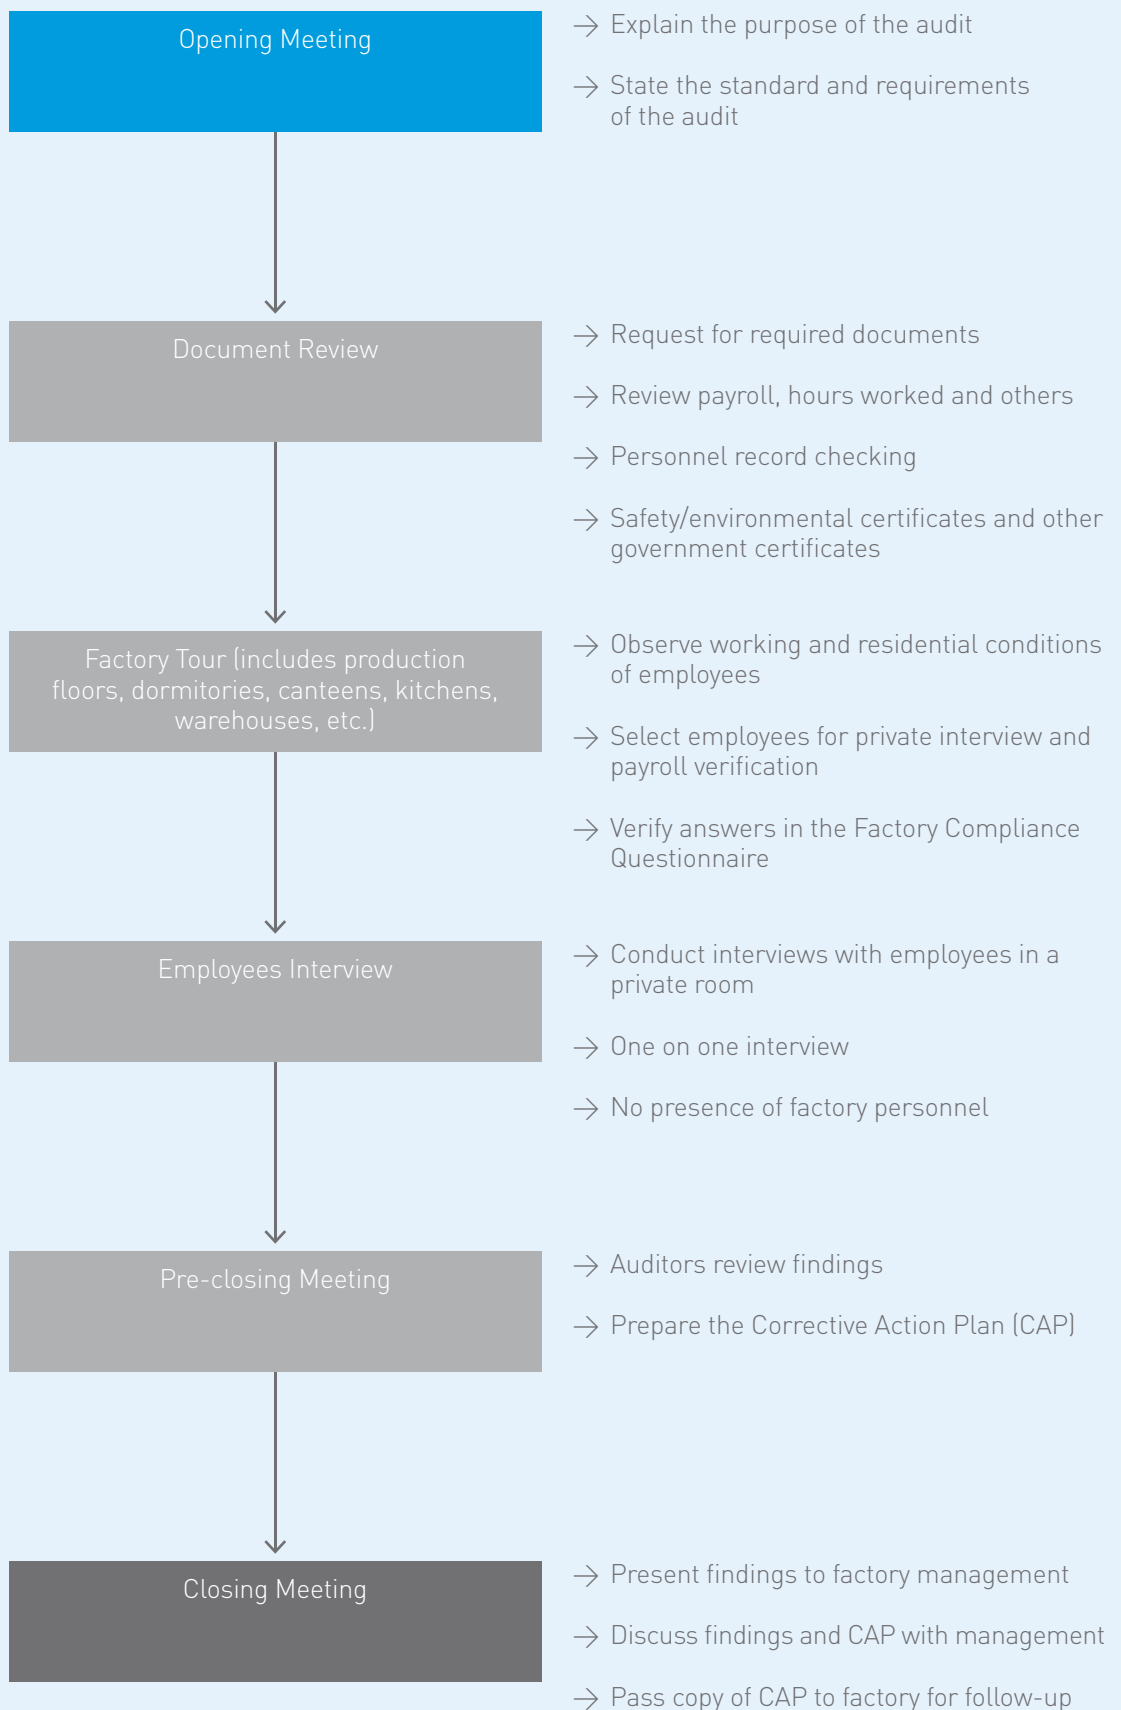 Opening Meeting
→ Explain the purpose of the audit
→ State the standard and requirements
of the audit
Document Review
→ Request for required documents
→ Review payroll, hours worked and others
→ Personnel record checking
→ Safety/environmental certificates and other
government certificates
Factory Tour (includes production
floors, dormitories, canteens, kitchens,
warehouses, etc.)
→ Observe working and residential conditions
of employees
→ Select employees for private interview and
payroll verification
→ Verify answers in the Factory Compliance
Questionnaire
Employees Interview
→ Conduct interviews with employees in a
private room
→ One on one interview
→ No presence of factory personnel
Pre-closing Meeting
→ Auditors review findings
→ Prepare the Corrective Action Plan (CAP)
Closing Meeting
→ Present findings to factory management
→ Discuss findings and CAP with management
→ Pass copy of CAP to factory for follow-up